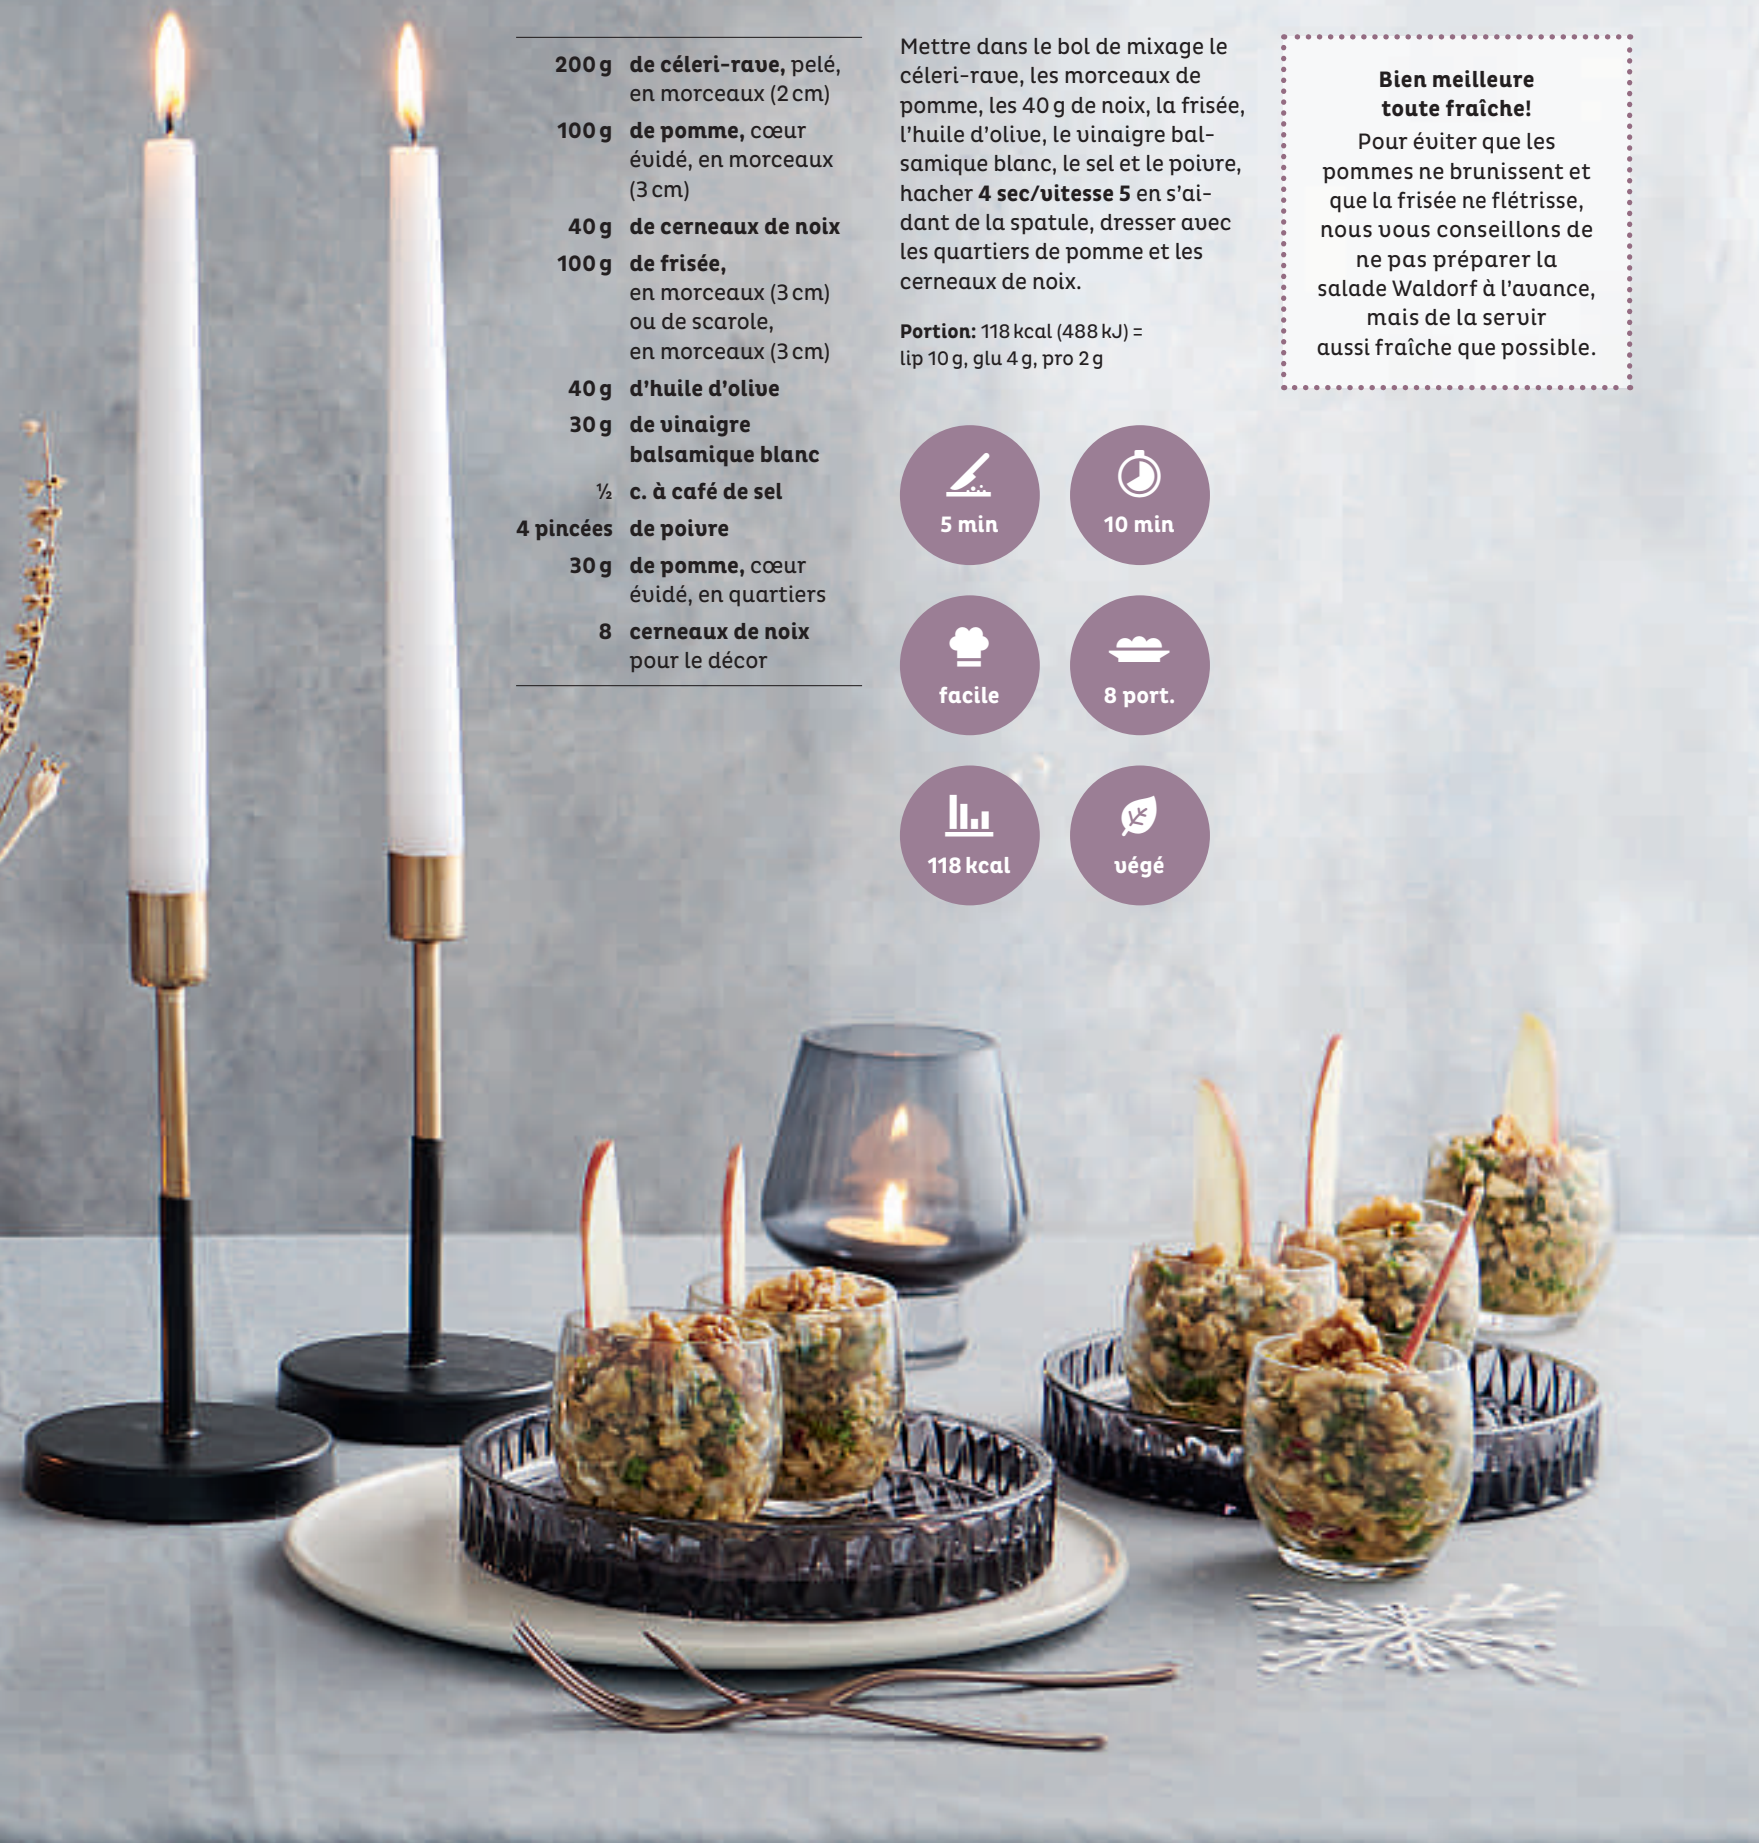 200 g de céleri-rave, pelé,
en morceaux (2 cm)
100 g de pomme, cœur
évidé, en morceaux
(3 cm)
40 g de cerneaux de noix
100 g de frisée,
en morceaux (3 cm)
ou de scarole,
en morceaux (3 cm)
40 g d'huile d'olive
30 g de vinaigre
balsamique blanc
½ c. à café de sel
4 pincées de poivre
30 g de pomme, cœur
évidé, en quartiers
8 cerneaux de noix
pour le décor
Mettre dans le bol de mixage le
céleri-rave, les morceaux de
pomme, les 40 g de noix, la frisée,
l'huile d'olive, le vinaigre bal-
samique blanc, le sel et le poivre,
hacher 4 sec/vitesse 5 en s'ai-
dant de la spatule, dresser avec
les quartiers de pomme et les
cerneaux de noix.
Portion: 118 kcal (488 kJ) =
lip 10 g, glu 4 g, pro 2 g
5 min
10 min
facile
8 port.
118 kcal
végé
Bien meilleure
toute fraîche!
Pour éviter que les
pommes ne brunissent et
que la frisée ne flétrisse,
nous vous conseillons de
ne pas préparer la
salade Waldorf à l'avance,
mais de la servir
aussi fraîche que possible.